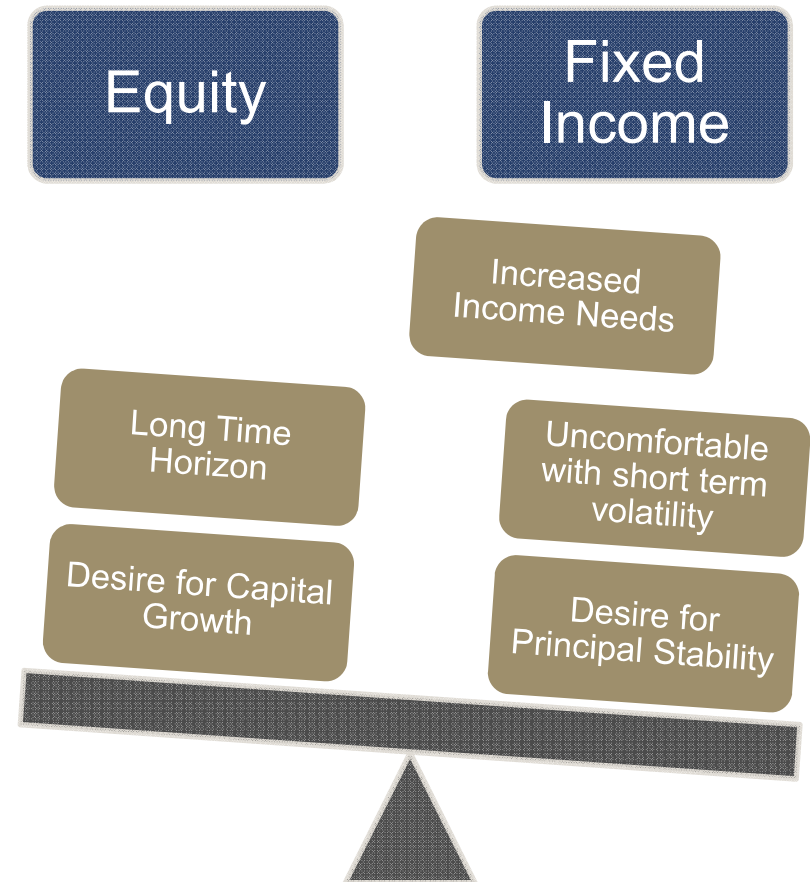 Equity
Fixed
Income
Increased
Income Needs
Long Time
Horizon
Uncomfortable
with short term
volatility
Desire for Capital
Growth
Desire for
Principal Stability